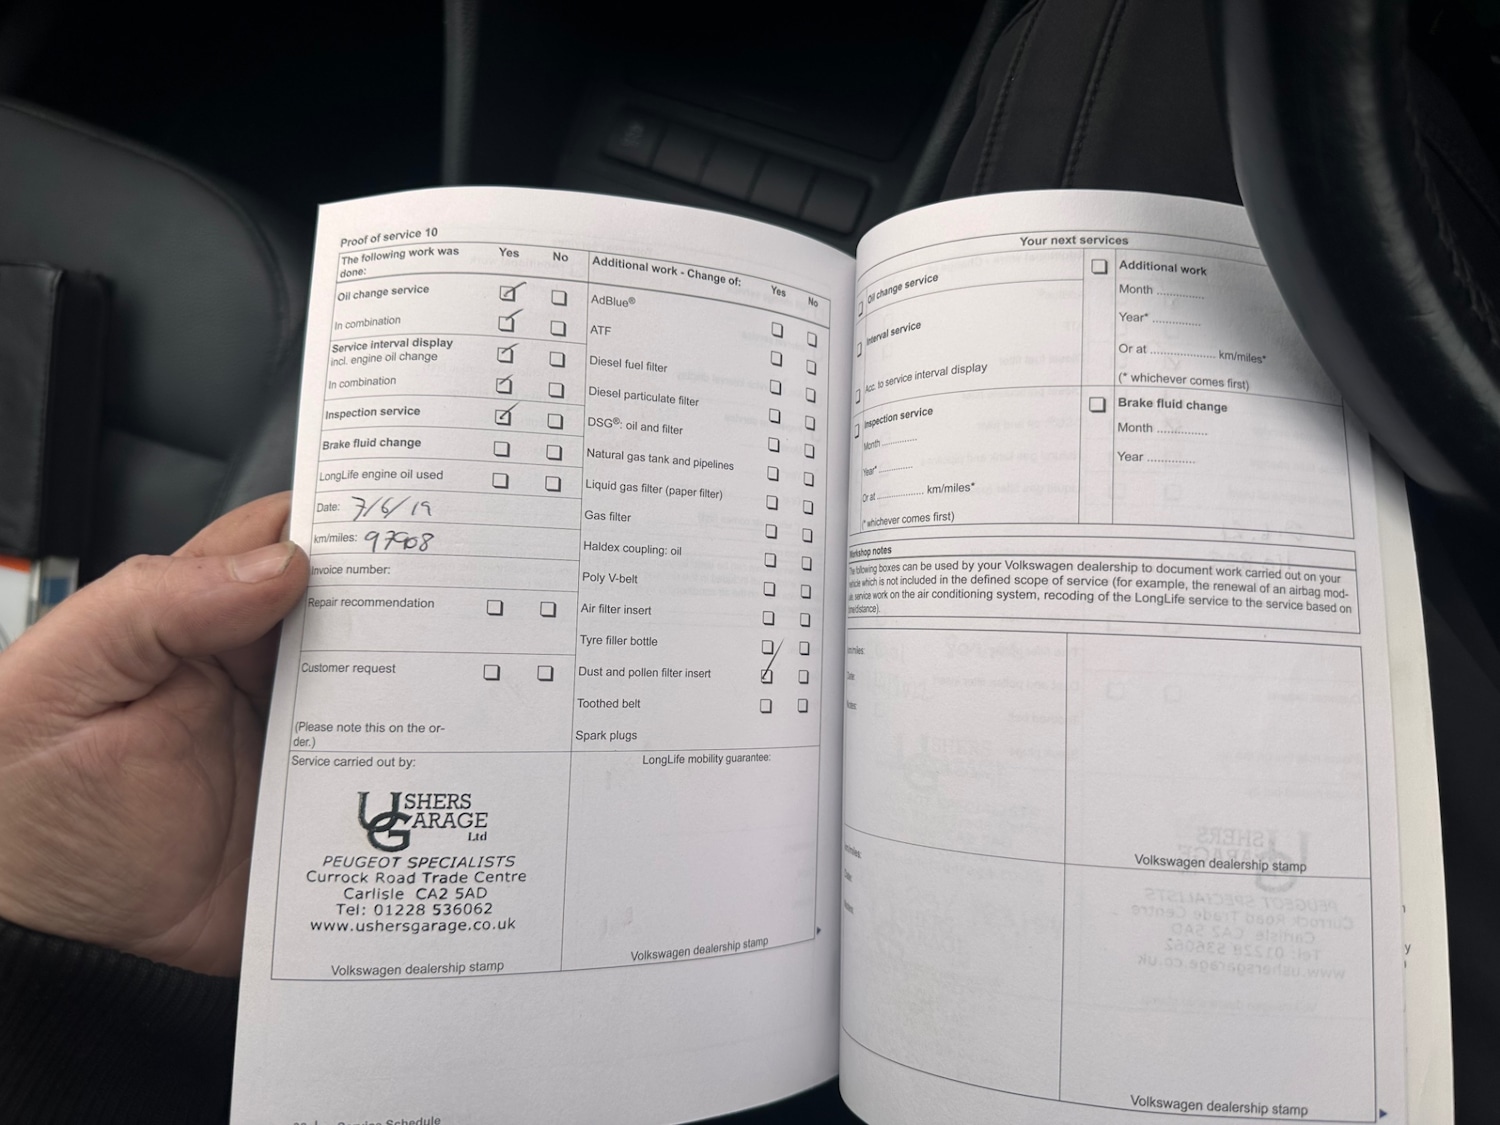 Proof of service 10
The following work was done: Yes No
Oil change service
In combination
Service interval display
incl. engine oil change
In combination
Inspection service
Brake fluid change
LongLife engine oil used
Date: 7/6/19
km/miles: 97908
Invoice number:
Repair recommendation
Customer request
(Please note this on the or-
der.)
Service carried out by:
USHERS
GARAGE
Ltd
PEUGEOT SPECIALISTS
Currock Road Trade Centre
Carlisle CA2 5AD
Tel: 01228 536062
www.ushersgarage.co.uk
Volkswagen dealership stamp
Additional work - Change of: Yes No
AdBlue®
ATF
Diesel fuel filter
Diesel particulate filter
DSG®: oil and filter
Natural gas tank and pipelines
Liquid gas filter (paper filter)
Gas filter
Haldex coupling: oil
Poly V-belt
Air filter insert
Tyre filler bottle
Dust and pollen filter insert
Toothed belt
Spark plugs
LongLife mobility guarantee:
Volkswagen dealership stamp
Service Schedule
Your next services
Oil change service
Interval service
Acc. to service interval display
Inspection service
Month ............
Year* ............
Or at ................ km/miles*
(* whichever comes first)
Additional work
Month ............
Year* ............
Or at ................ km/miles*
(* whichever comes first)
Brake fluid change
Month ............
Year ............
Workshop notes
The following boxes can be used by your Volkswagen dealership to document work carried out on your
vehicle which is not included in the defined scope of service (for example, the renewal of an airbag mod-
service work on the air conditioning system, recoding of the LongLife service to the service based on
time/distance).
Volkswagen dealership stamp
Volkswagen dealership stamp